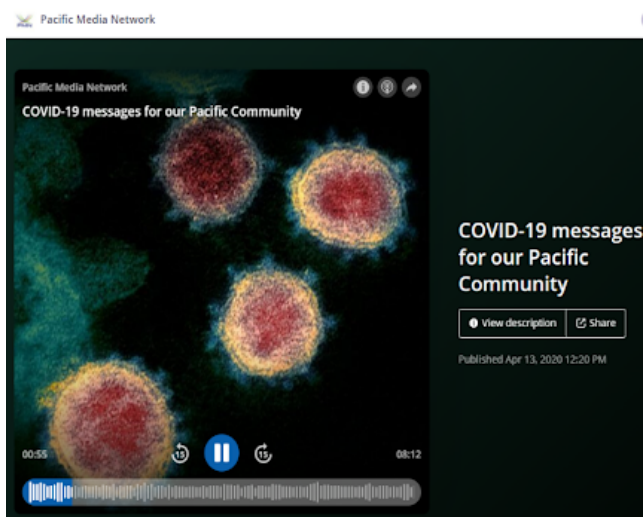 Pacific Media Network
Pacific Media Network
COVID-19 messages for our Pacific Community
COVID-19 messages
for our Pacific
Community
View description
Share
Published Apr 13, 2020 12:20 PM
00:55
15
15
08:12